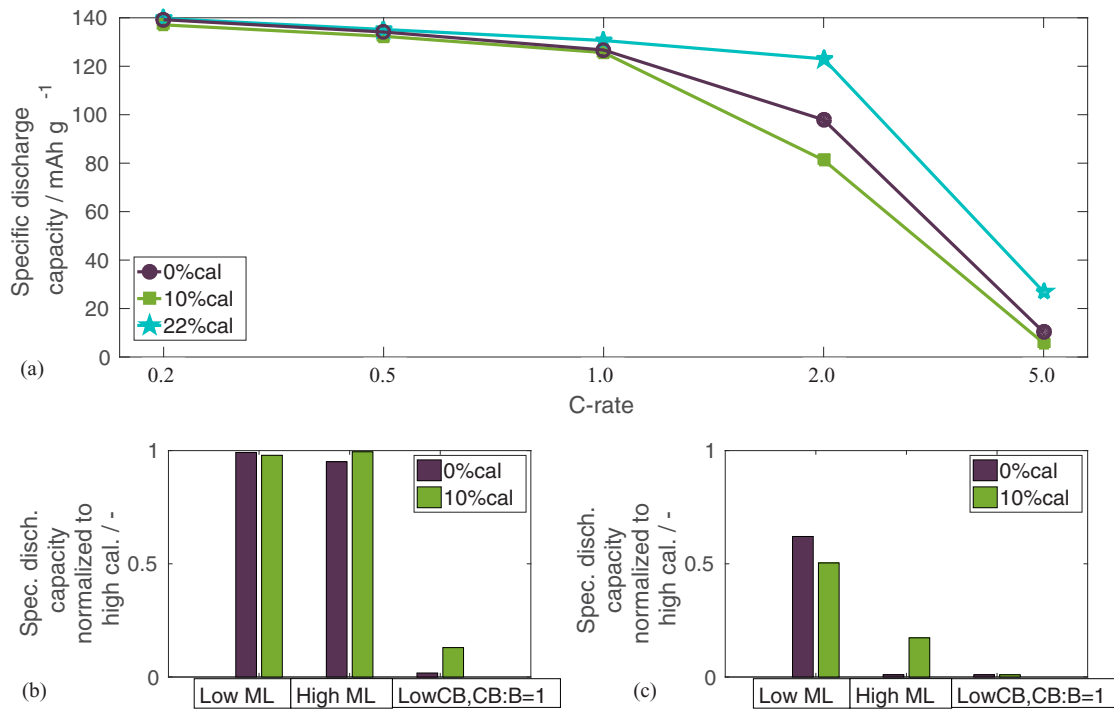 140
120
100
80
60
40
20
0
Specific discharge
capacity / mAh g⁻¹
0%cal
10%cal
22%cal
(a)
0.2 0.5 1.0 2.0 5.0
C-rate
1
0.5
0
Spec. disch.
capacity
normalized to
high cal. / -
0%cal
10%cal
(b)
Low ML High ML LowCB,CB:B=1
1
0.5
0
Spec. disch.
capacity
normalized to
high cal. / -
0%cal
10%cal
(c)
Low ML High ML LowCB,CB:B=1